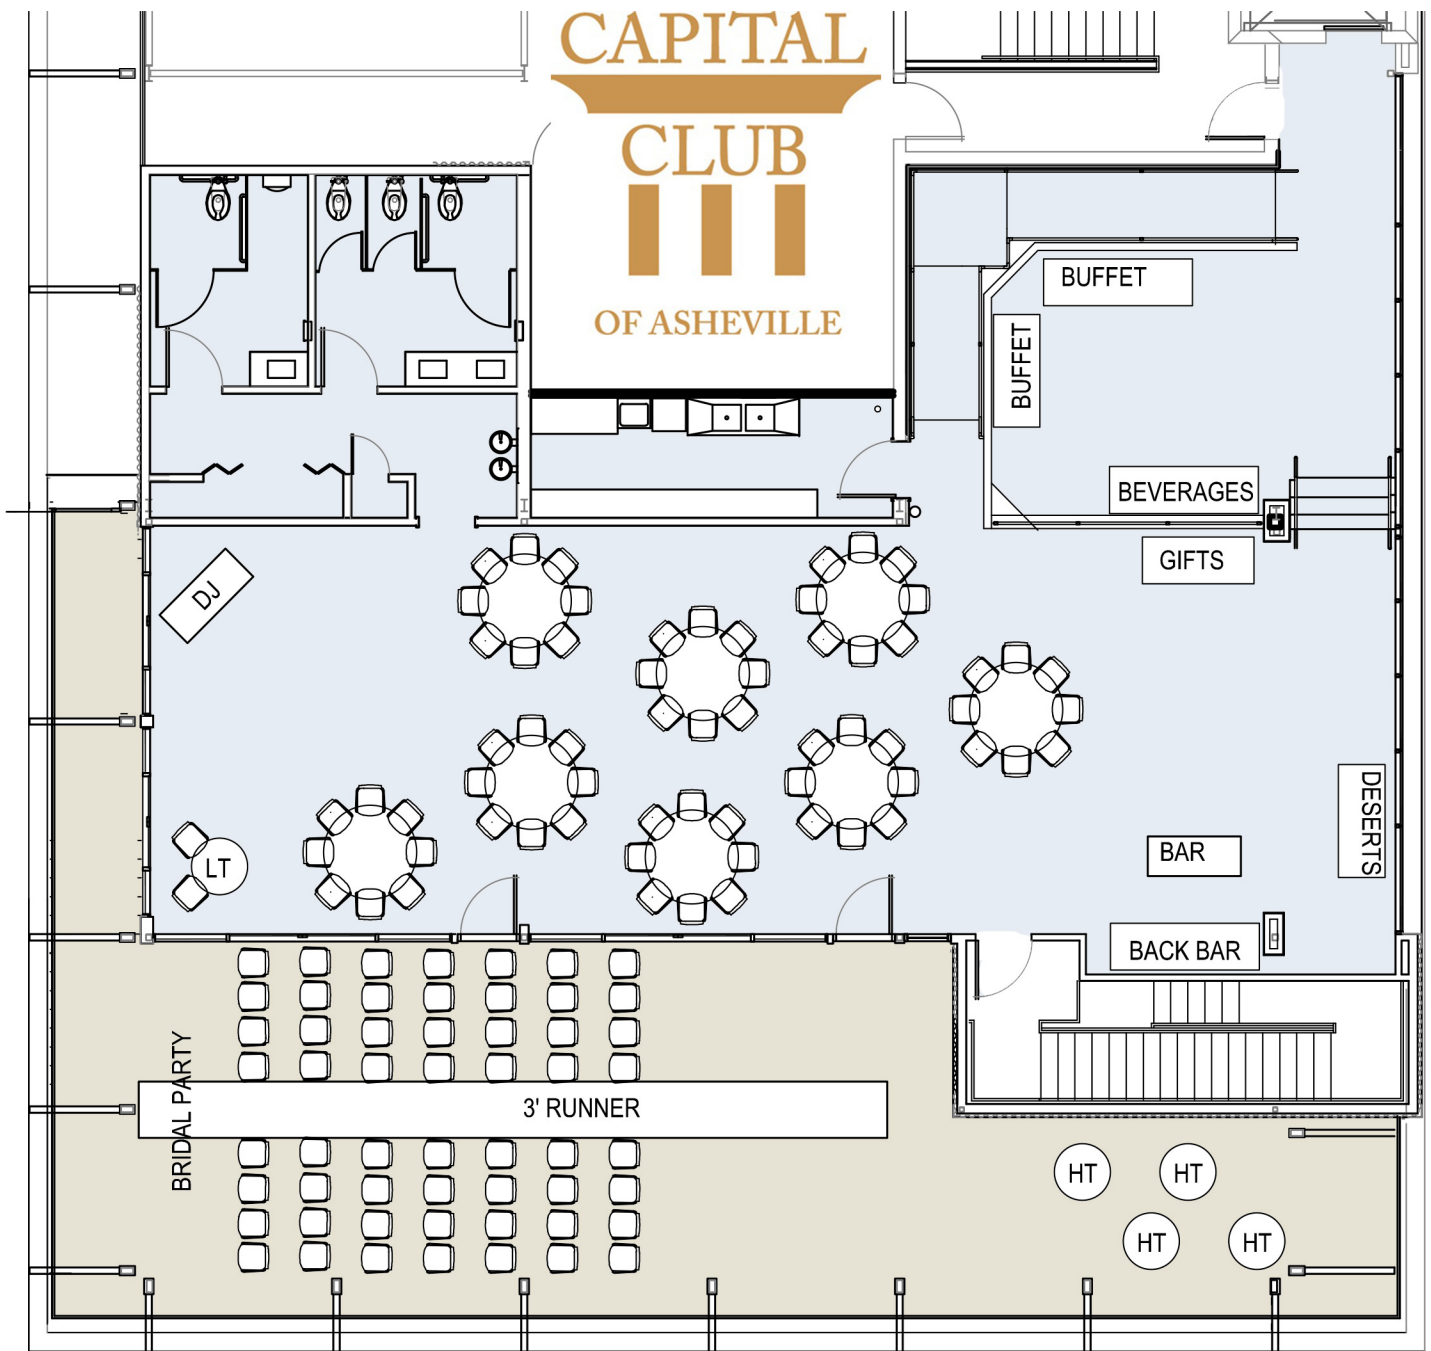 CAPITAL
CLUB
OF ASHEVILLE
BUFFET
BUFFET
BEVERAGES
GIFTS
DJ
LT
DESERTS
BAR
BACK BAR
BRIDAL PARTY
3' RUNNER
HT
HT
HT
HT